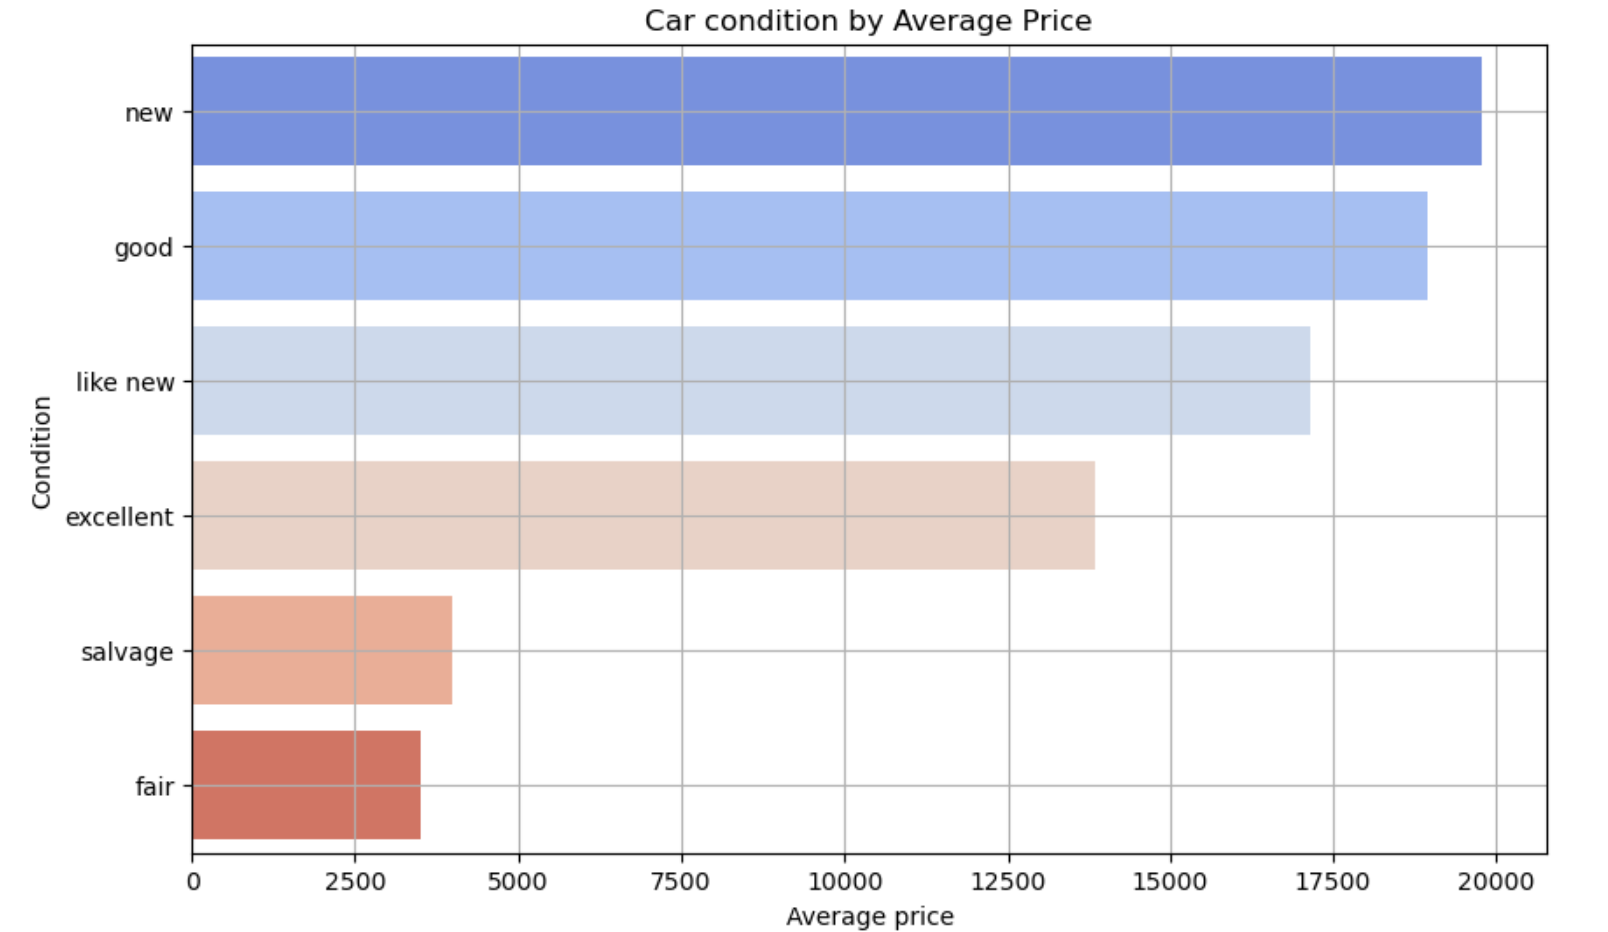 Car condition by Average Price
new
good
like new
excellent
salvage
fair
Condition
0 2500 5000 7500 10000 12500 15000 17500 20000
Average price